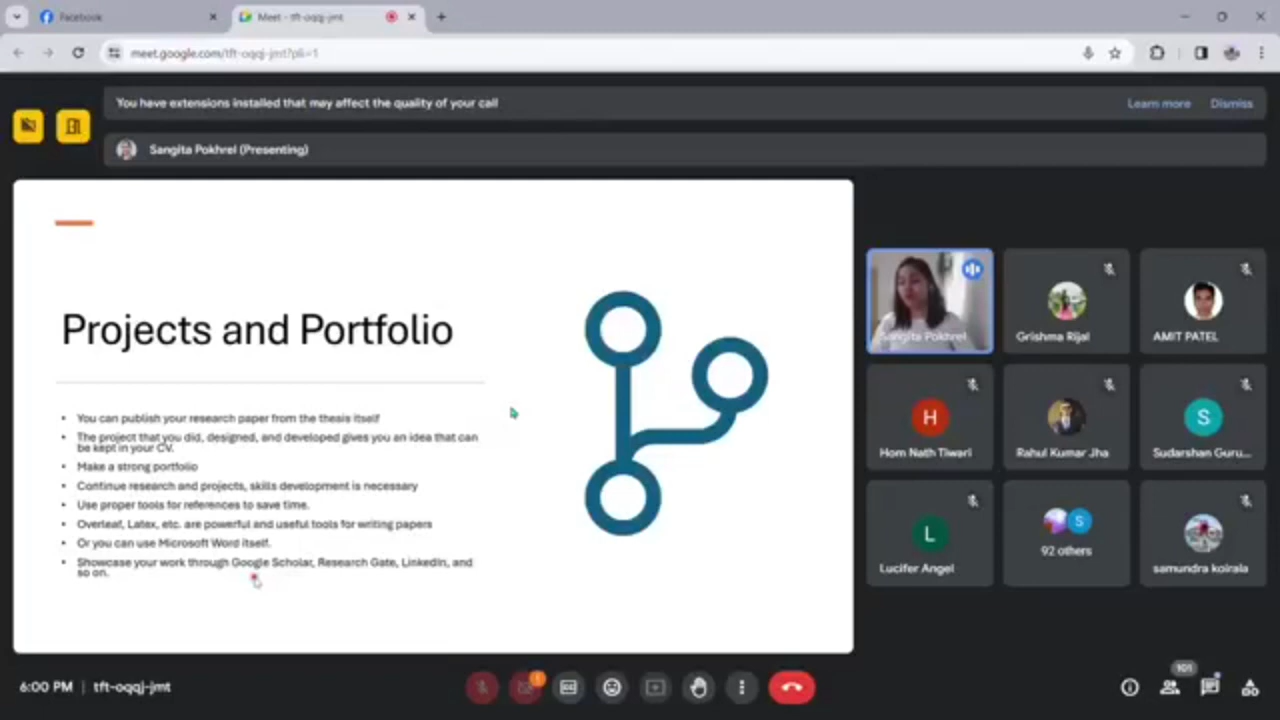 Facebook
Meet - tft-oqqj-jmt
meet.google.com/tft-oqqj-jmt?pli=1
You have extensions installed that may affect the quality of your call
Learn more
Dismiss
Sangita Pokhrel (Presenting)
Projects and Portfolio
• You can publish your research paper from the thesis itself
• The project that you did, designed, and developed gives you an idea that can
be kept in your CV.
• Make a strong portfolio
• Continue research and projects, skills development is necessary
• Use proper tools for references to save time.
• Overleaf, Latex, etc. are powerful and useful tools for writing papers
• Or you can use Microsoft Word itself.
• Showcase your work through Google Scholar, Research Gate, LinkedIn, and
so on.
Sangita Pokhrel
Grishma Rijal
AMIT PATEL
H
Hom Nath Tiwari
Rahul Kumar Jha
S
Sudarshan Guru...
L
Lucifer Angel
S
92 others
samundra koirala
6:00 PM | tft-oqqj-jmt
101